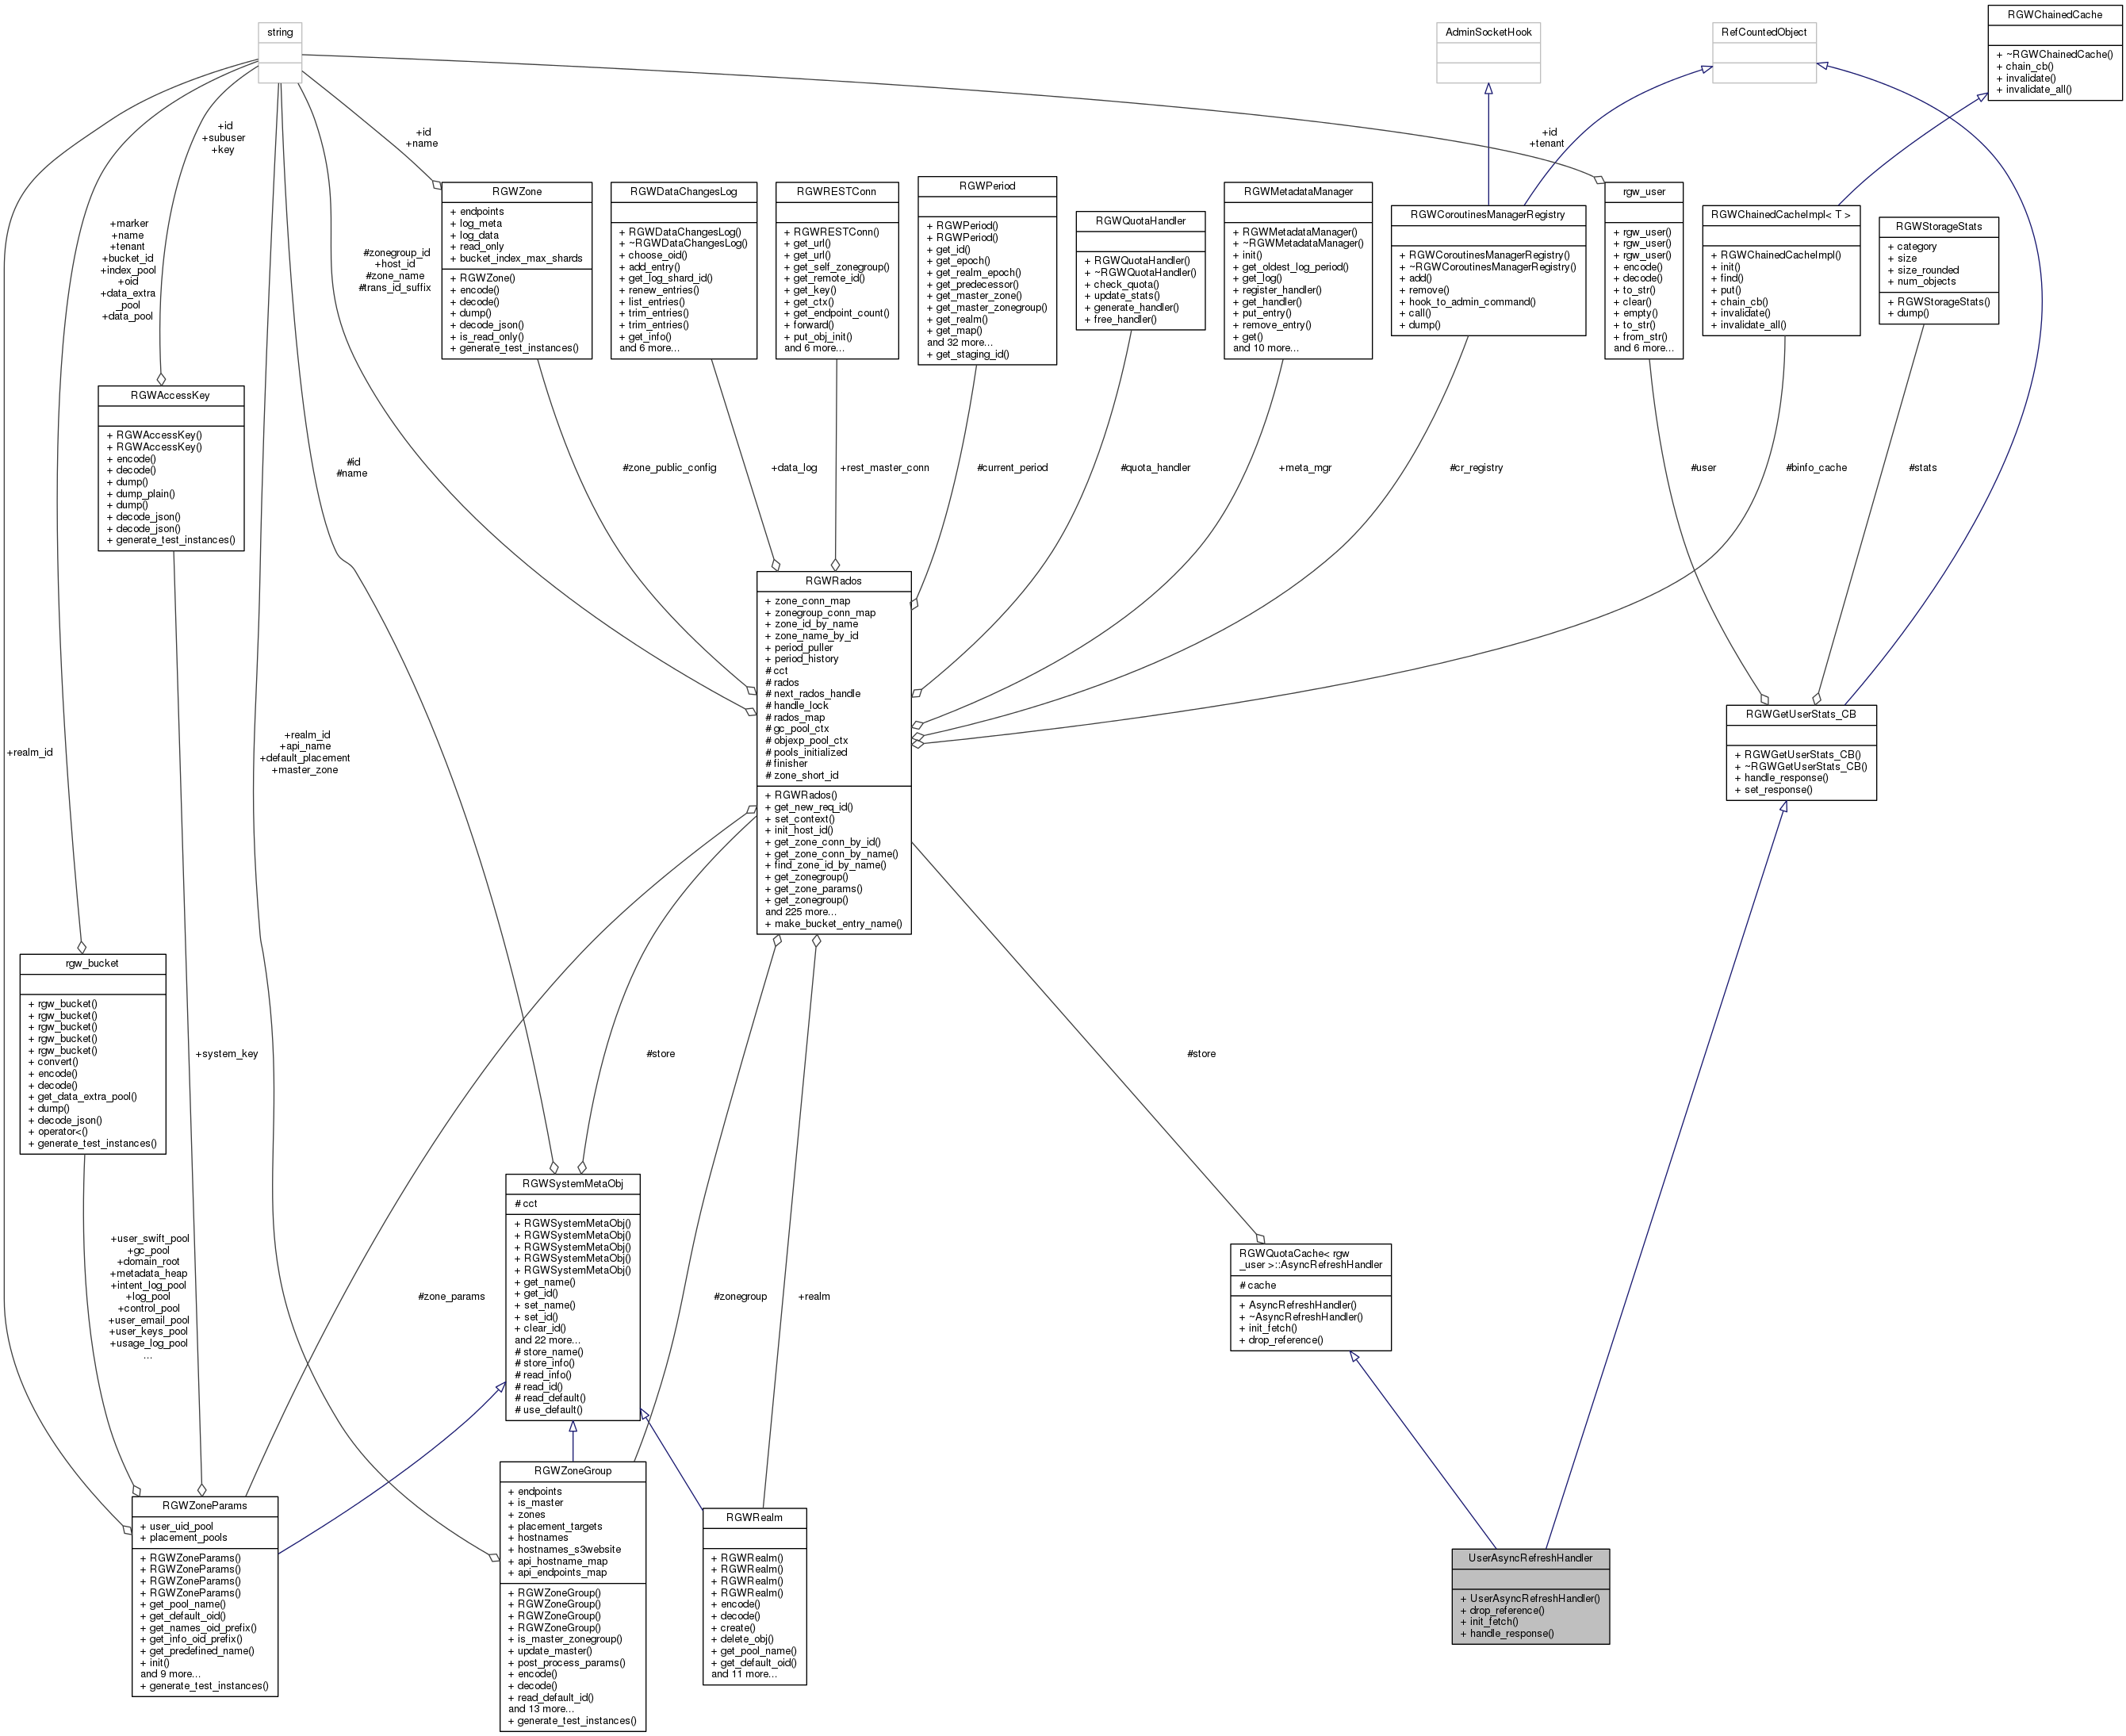 RGWChainedCache
+ ~RGWChainedCache()
+ chain_cb()
+ invalidate()
+ invalidate_all()
string
AdminSocketHook
RefCountedObject
+id
+subuser
+key
+id
+name
+id
+tenant
+marker
+name
+tenant
+bucket_id
+index_pool
+oid
+data_extra
_pool
+data_pool
#zonegroup_id
+host_id
#zone_name
#trans_id_suffix
RGWZone
+ endpoints
+ log_meta
+ log_data
+ read_only
+ bucket_index_max_shards
+ RGWZone()
+ encode()
+ decode()
+ dump()
+ decode_json()
+ is_read_only()
+ generate_test_instances()
RGWDataChangesLog
+ RGWDataChangesLog()
+ ~RGWDataChangesLog()
+ choose_oid()
+ add_entry()
+ get_log_shard_id()
+ renew_entries()
+ list_entries()
+ trim_entries()
+ trim_entries()
+ get_info()
and 6 more...
RGWRESTConn
+ RGWRESTConn()
+ get_url()
+ get_url()
+ get_self_zonegroup()
+ get_remote_id()
+ get_key()
+ get_ctx()
+ get_endpoint_count()
+ forward()
+ put_obj_init()
and 6 more...
RGWPeriod
+ RGWPeriod()
+ RGWPeriod()
+ get_id()
+ get_epoch()
+ get_realm_epoch()
+ get_predecessor()
+ get_master_zone()
+ get_master_zonegroup()
+ get_realm()
+ get_map()
and 32 more...
+ get_staging_id()
RGWQuotaHandler
+ RGWQuotaHandler()
+ ~RGWQuotaHandler()
+ check_quota()
+ update_stats()
+ generate_handler()
+ free_handler()
RGWMetadataManager
+ RGWMetadataManager()
+ ~RGWMetadataManager()
+ init()
+ get_oldest_log_period()
+ get_log()
+ register_handler()
+ get_handler()
+ put_entry()
+ remove_entry()
+ get()
and 10 more...
RGWCoroutinesManagerRegistry
+ RGWCoroutinesManagerRegistry()
+ ~RGWCoroutinesManagerRegistry()
+ add()
+ remove()
+ hook_to_admin_command()
+ call()
+ dump()
rgw_user
+ rgw_user()
+ rgw_user()
+ rgw_user()
+ encode()
+ decode()
+ to_str()
+ clear()
+ empty()
+ to_str()
+ from_str()
and 6 more...
RGWChainedCacheImpl< T >
+ RGWChainedCacheImpl()
+ init()
+ find()
+ put()
+ chain_cb()
+ invalidate()
+ invalidate_all()
RGWStorageStats
+ category
+ size
+ size_rounded
+ num_objects
+ RGWStorageStats()
+ dump()
RGWAccessKey
+ RGWAccessKey()
+ RGWAccessKey()
+ encode()
+ decode()
+ dump()
+ dump_plain()
+ dump()
+ decode_json()
+ decode_json()
+ generate_test_instances()
#id
#name
#zone_public_config
+data_log
+rest_master_conn
#current_period
#quota_handler
+meta_mgr
#cr_registry
#user
#binfo_cache
#stats
RGWRados
+ zone_conn_map
+ zonegroup_conn_map
+ zone_id_by_name
+ zone_name_by_id
+ period_puller
+ period_history
# cct
# rados
# next_rados_handle
# handle_lock
# rados_map
# gc_pool_ctx
# objexp_pool_ctx
# pools_initialized
# finisher
# zone_short_id
+ RGWRados()
+ get_new_req_id()
+ set_context()
+ init_host_id()
+ get_zone_conn_by_id()
+ get_zone_conn_by_name()
+ find_zone_id_by_name()
+ get_zonegroup()
+ get_zone_params()
+ get_zonegroup()
and 225 more...
+ make_bucket_entry_name()
+realm_id
+realm_id
+api_name
+default_placement
+master_zone
RGWGetUserStats_CB
+ RGWGetUserStats_CB()
+ ~RGWGetUserStats_CB()
+ handle_response()
+ set_response()
rgw_bucket
+ rgw_bucket()
+ rgw_bucket()
+ rgw_bucket()
+ rgw_bucket()
+ rgw_bucket()
+ convert()
+ encode()
+ decode()
+ get_data_extra_pool()
+ dump()
+ decode_json()
+ operator<()
+ generate_test_instances()
+system_key
#store
#store
+user_swift_pool
+gc_pool
+domain_root
+metadata_heap
+intent_log_pool
+log_pool
+control_pool
+user_email_pool
+user_keys_pool
+usage_log_pool
...
#zone_params
RGWSystemMetaObj
# cct
+ RGWSystemMetaObj()
+ RGWSystemMetaObj()
+ RGWSystemMetaObj()
+ RGWSystemMetaObj()
+ RGWSystemMetaObj()
+ get_name()
+ get_id()
+ set_name()
+ set_id()
+ clear_id()
and 22 more...
# store_name()
# store_info()
# read_info()
# read_id()
# read_default()
# use_default()
#zonegroup
+realm
RGWQuotaCache< rgw
_user >::AsyncRefreshHandler
# cache
+ AsyncRefreshHandler()
+ ~AsyncRefreshHandler()
+ init_fetch()
+ drop_reference()
RGWZoneParams
+ user_uid_pool
+ placement_pools
+ RGWZoneParams()
+ RGWZoneParams()
+ RGWZoneParams()
+ RGWZoneParams()
+ get_pool_name()
+ get_default_oid()
+ get_names_oid_prefix()
+ get_info_oid_prefix()
+ get_predefined_name()
+ init()
and 9 more...
+ generate_test_instances()
RGWZoneGroup
+ endpoints
+ is_master
+ zones
+ placement_targets
+ hostnames
+ hostnames_s3website
+ api_hostname_map
+ api_endpoints_map
+ RGWZoneGroup()
+ RGWZoneGroup()
+ RGWZoneGroup()
+ RGWZoneGroup()
+ is_master_zonegroup()
+ update_master()
+ post_process_params()
+ encode()
+ decode()
+ read_default_id()
and 13 more...
+ generate_test_instances()
RGWRealm
+ RGWRealm()
+ RGWRealm()
+ RGWRealm()
+ RGWRealm()
+ encode()
+ decode()
+ create()
+ delete_obj()
+ get_pool_name()
+ get_default_oid()
and 11 more...
UserAsyncRefreshHandler
+ UserAsyncRefreshHandler()
+ drop_reference()
+ init_fetch()
+ handle_response()